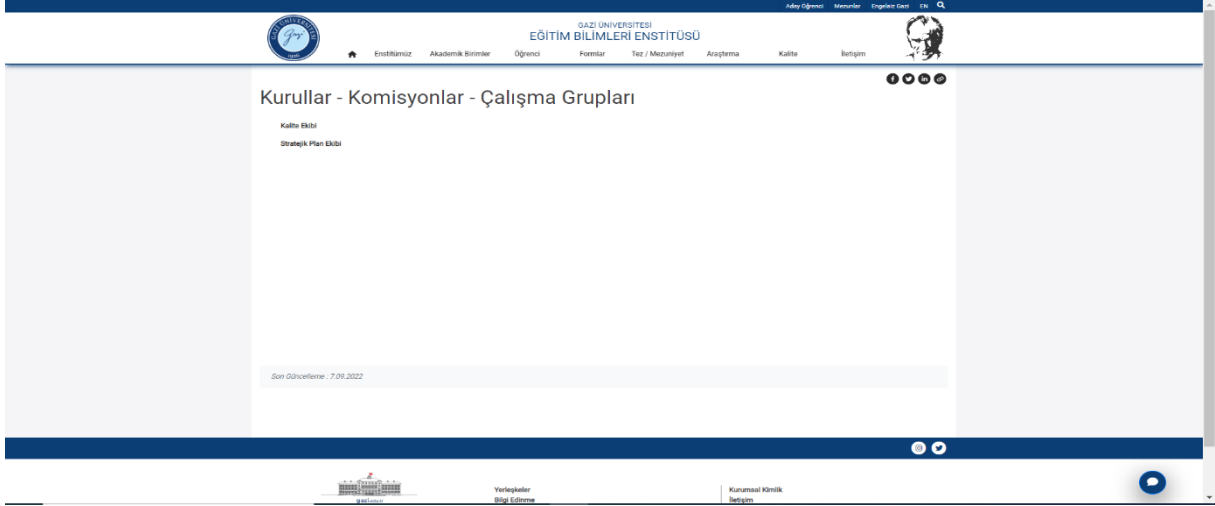 Aday Öğrenci Mezunlar Engelsiz Gazi EN
GAZİ ÜNİVERSİTESİ
EĞİTİM BİLİMLERİ ENSTİTÜSÜ
Enstitümüz Akademik Birimler Öğrenci Formlar Tez / Mezuniyet Araştırma Kalite İletişim
Kurullar - Komisyonlar - Çalışma Grupları
Kalite Ekibi
Stratejik Plan Ekibi
Son Güncelleme : 7.09.2022
Yerleşkeler
Bilgi Edinme
Kurumsal Kimlik
İletişim